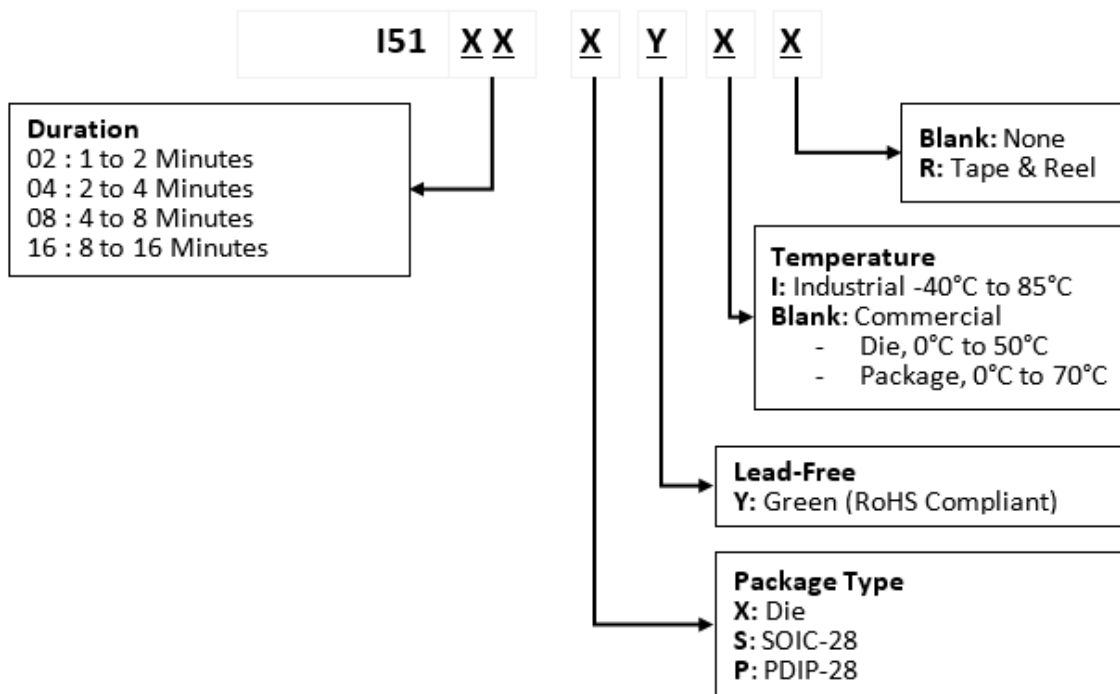 I51 X X X Y X X
Duration
02 : 1 to 2 Minutes
04 : 2 to 4 Minutes
08 : 4 to 8 Minutes
16 : 8 to 16 Minutes
Blank: None
R: Tape & Reel
Temperature
I: Industrial -40°C to 85°C
Blank: Commercial
- Die, 0°C to 50°C
- Package, 0°C to 70°C
Lead-Free
Y: Green (RoHS Compliant)
Package Type
X: Die
S: SOIC-28
P: PDIP-28